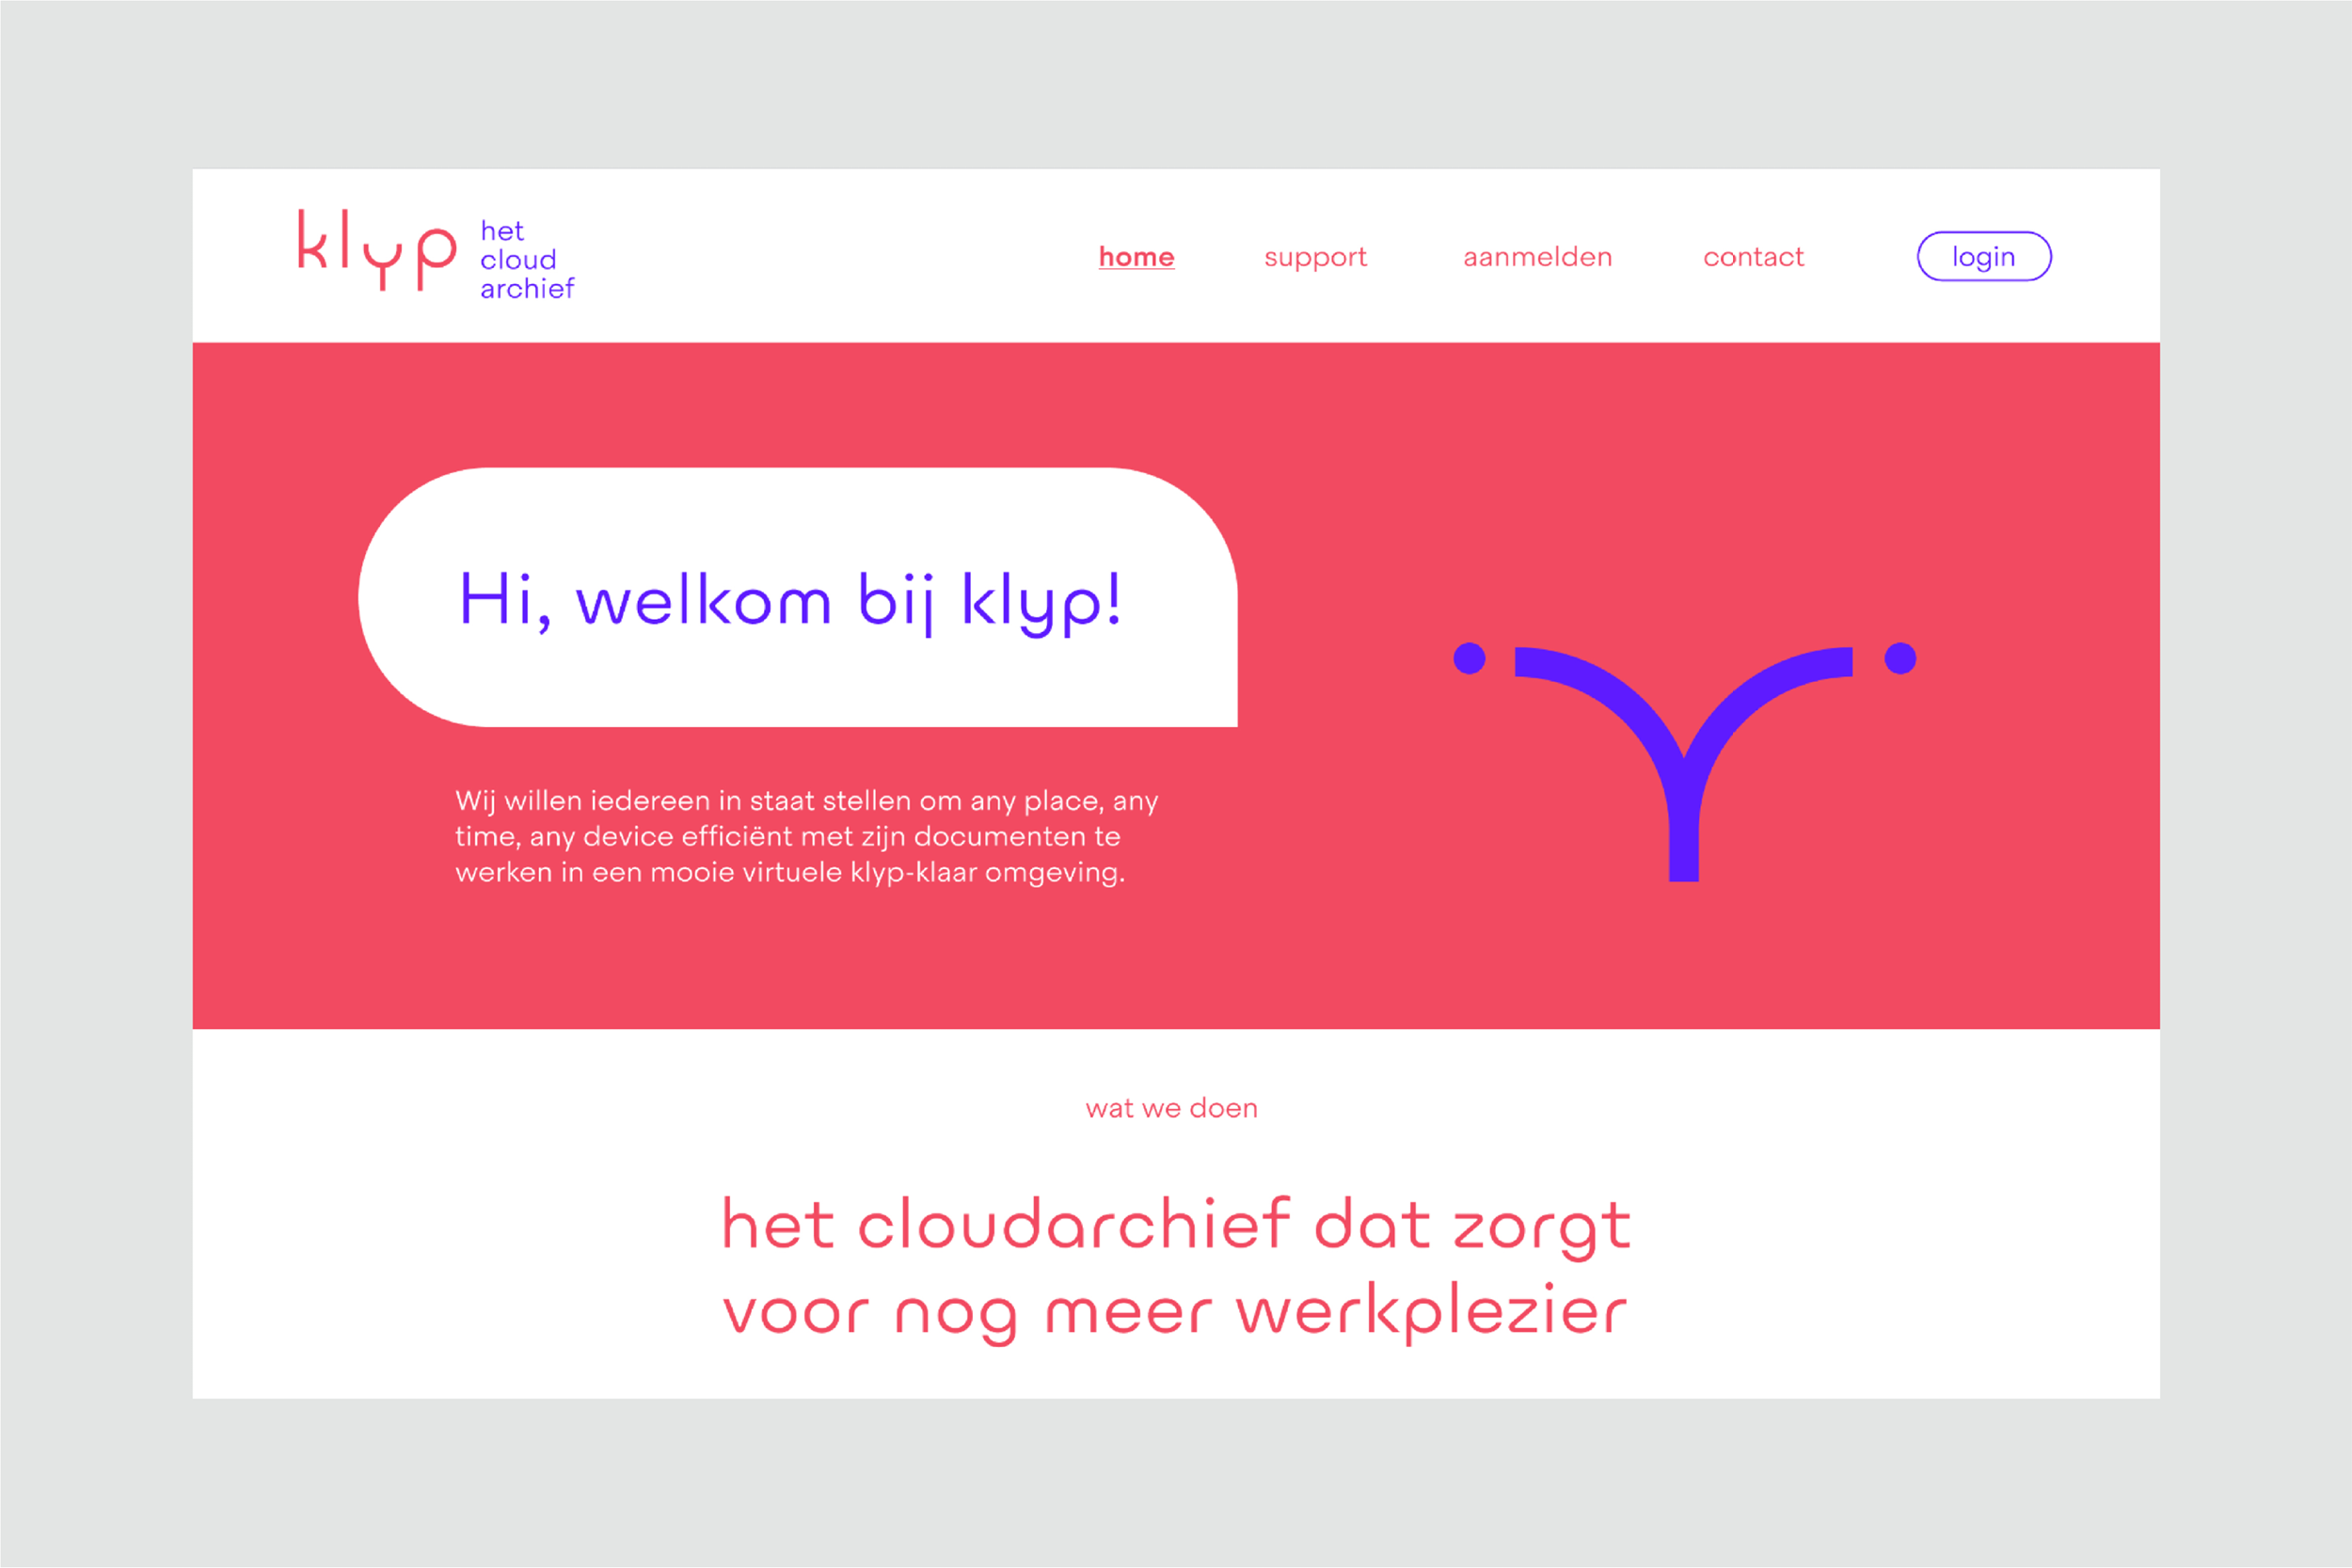 klyp
het
cloud
archief
home support aanmelden contact login
Hi, welkom bij klyp!
Wij willen iedereen in staat stellen om any place, any
time, any device efficiënt met zijn documenten te
werken in een mooie virtuele klyp-klaar omgeving.
wat we doen
het cloudarchief dat zorgt
voor nog meer werkplezier